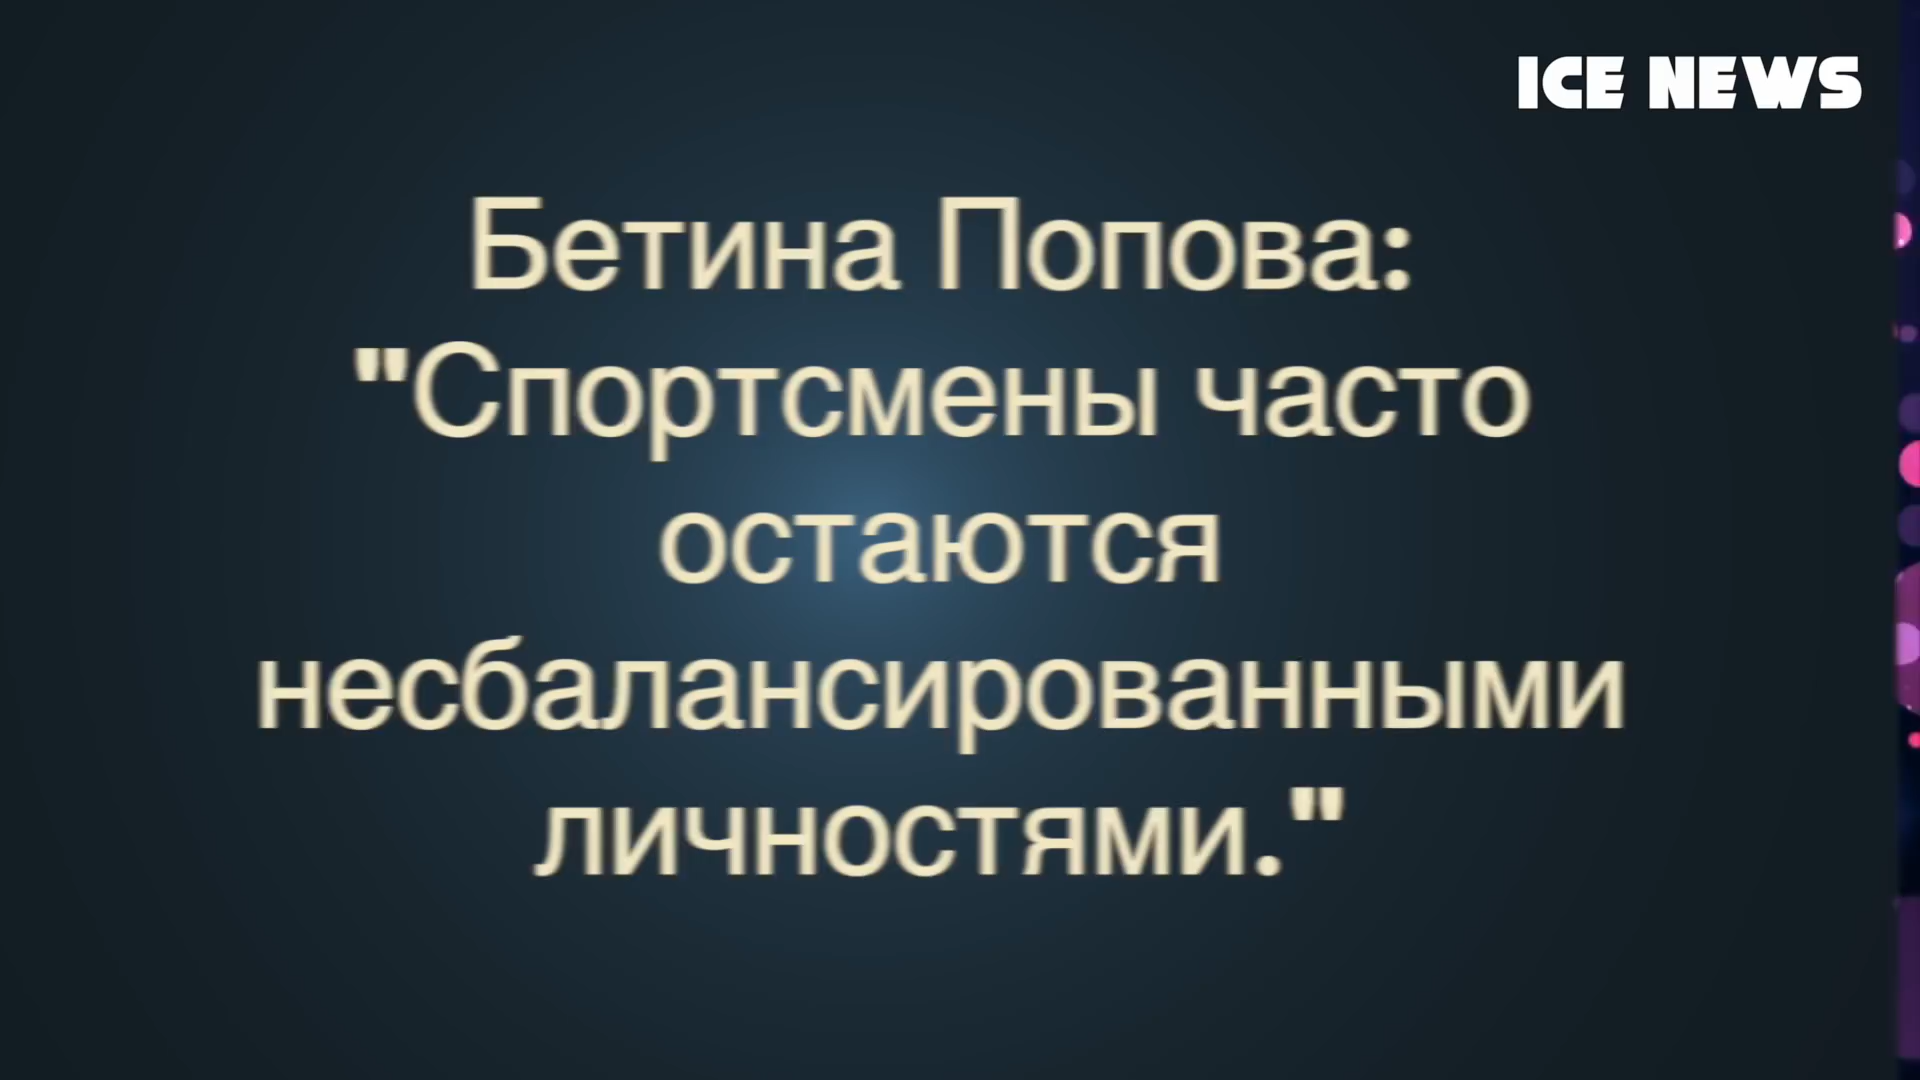 ICE NEWS
Бетина Попова:
"Спортсмены часто
остаются
несбалансированными
личностями."